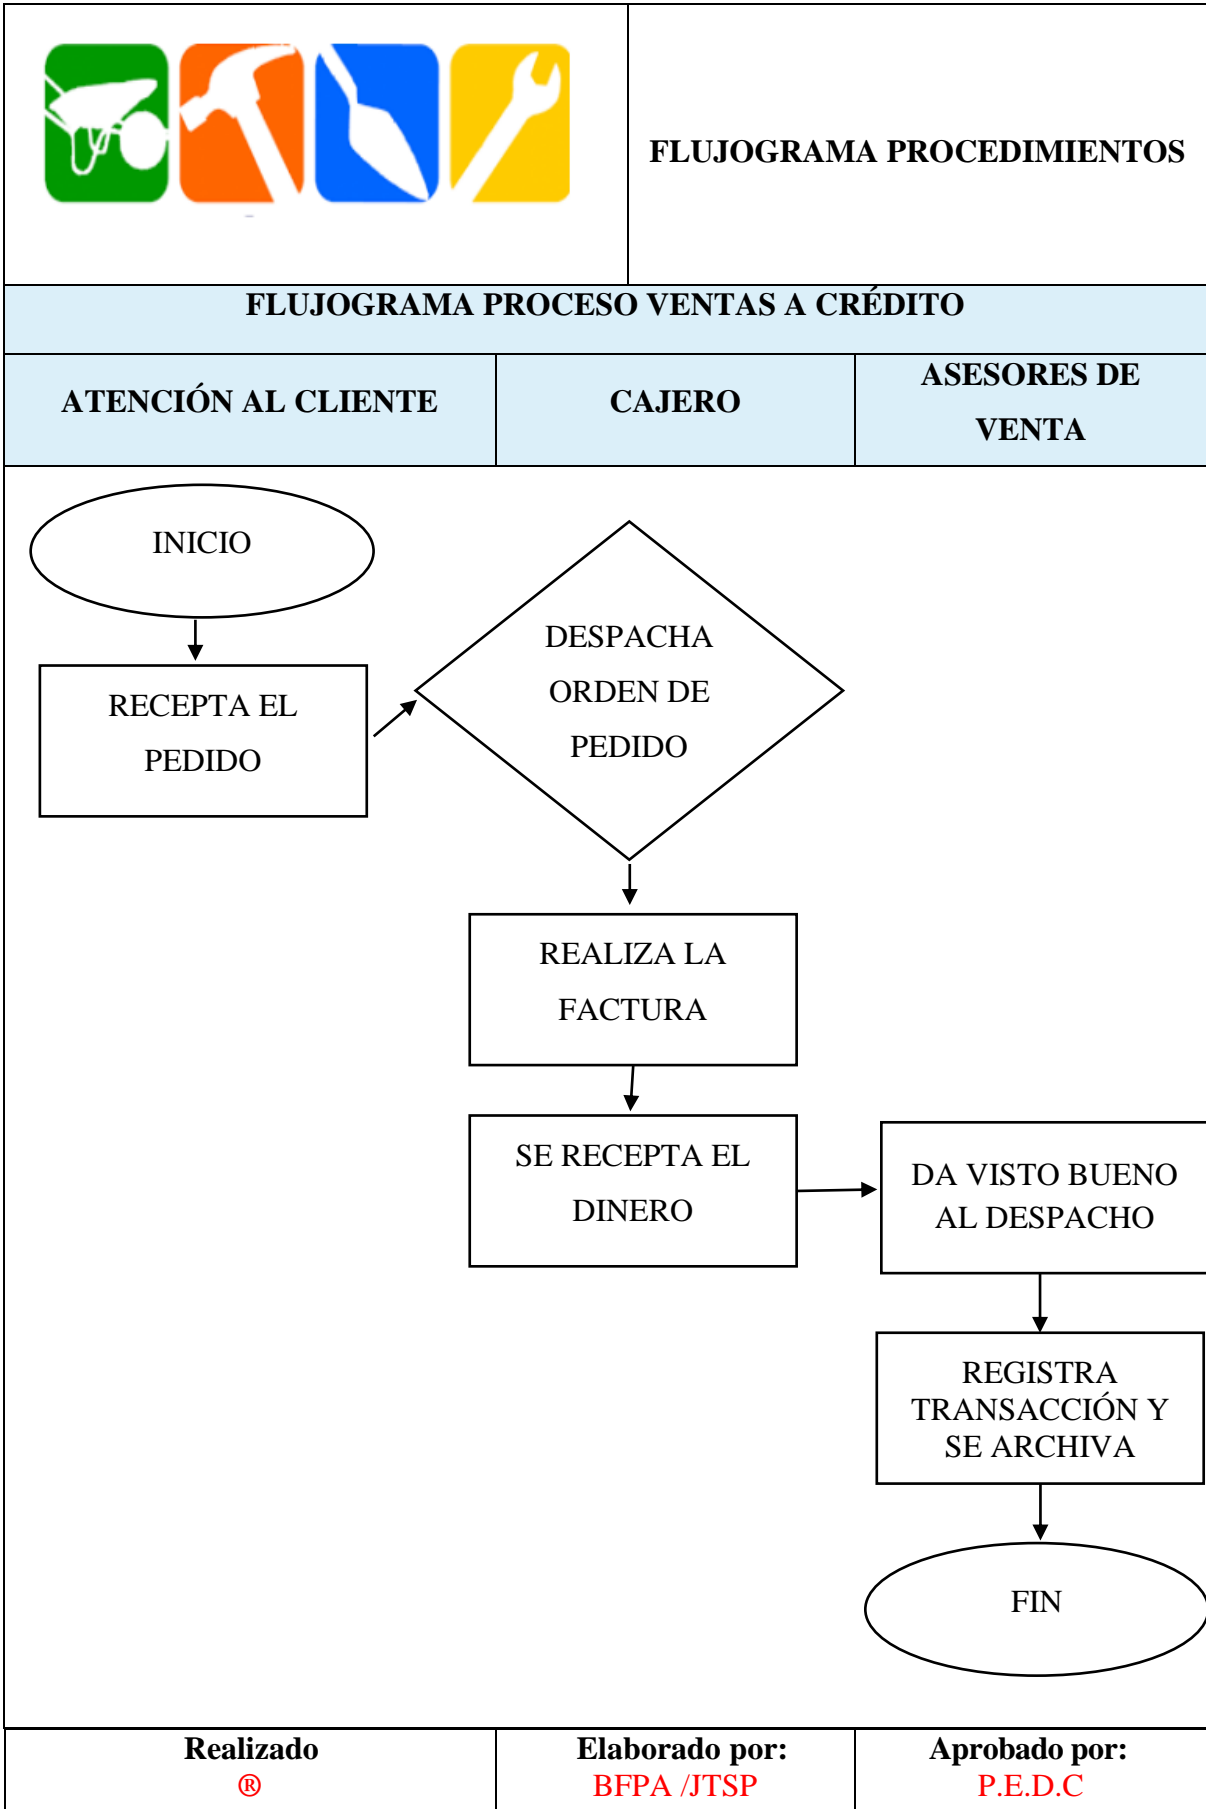 FLUJOGRAMA PROCEDIMIENTOS
FLUJOGRAMA PROCESO VENTAS A CRÉDITO
ATENCIÓN AL CLIENTE
CAJERO
ASESORES DE
VENTA
INICIO
RECEPTA EL
PEDIDO
DESPACHA
ORDEN DE
PEDIDO
REALIZA LA
FACTURA
SE RECEPTA EL
DINERO
DA VISTO BUENO
AL DESPACHO
REGISTRA
TRANSACCIÓN Y
SE ARCHIVA
FIN
Realizado
®
Elaborado por:
BFPA /JTSP
Aprobado por:
P.E.D.C